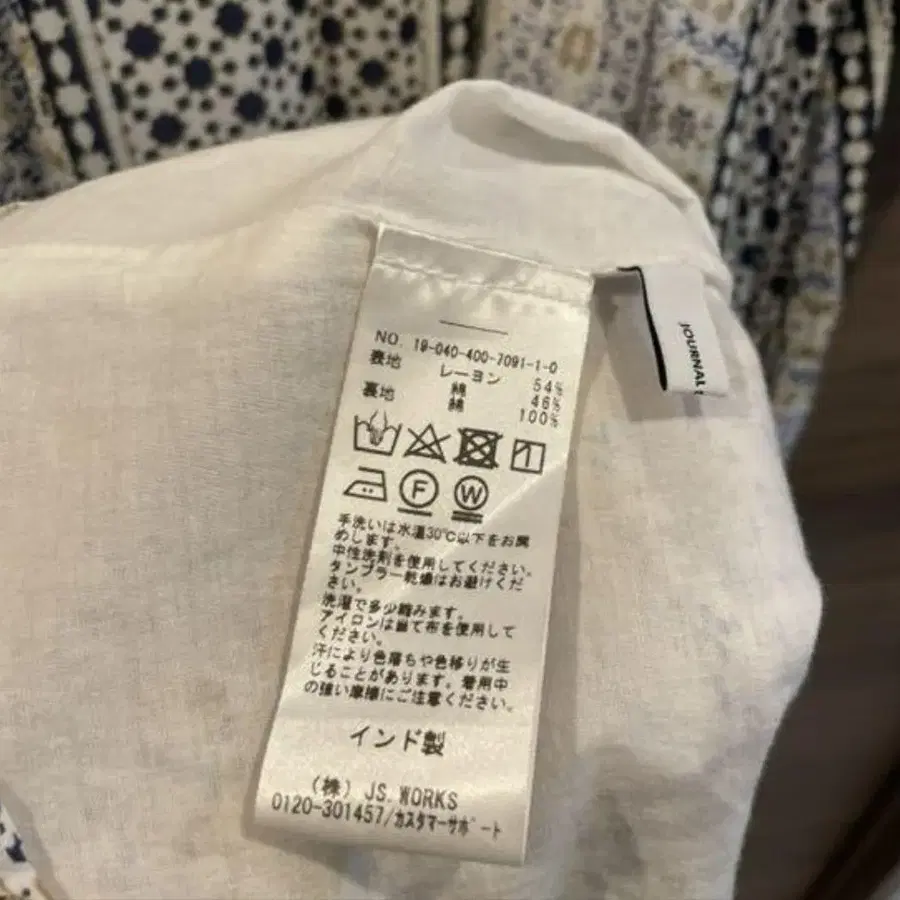 NO. 19-040-400-7091-1-0
表地 レーヨン 54%
綿 46%
裏地 綿 100%
F W
手洗いは水温30℃以下をお奨
めします。
中性洗剤を使用してください。
タンブラー乾燥はお避けくだ
さい。
洗濯で多少縮みます。
アイロンは当て布を使用して
ください。
汗により色落ちや色移りが生
じることがあります。着用中
の強い摩擦にご注意ください。
インド製
(株) JS.WORKS
0120-301457/カスタマーサポート
JOURNAL